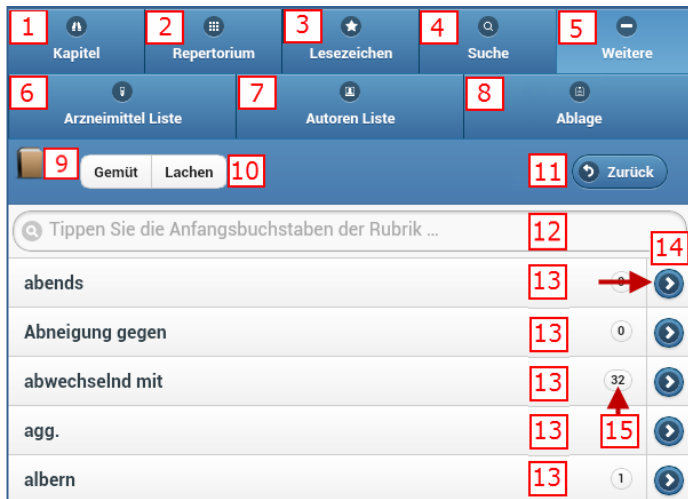 1 2 3 4 5
Kapitel Repertorium Lesezeichen Suche Weitere
6 7 8
Arzneimittel Liste Autoren Liste Ablage
9 Gemüt Lachen 10 11 Zurück
Tippen Sie die Anfangsbuchstaben der Rubrik ... 12
14
abends 13
Abneigung gegen 13 0
abwechselnd mit 13 32
agg. 13 15
albern 13 1